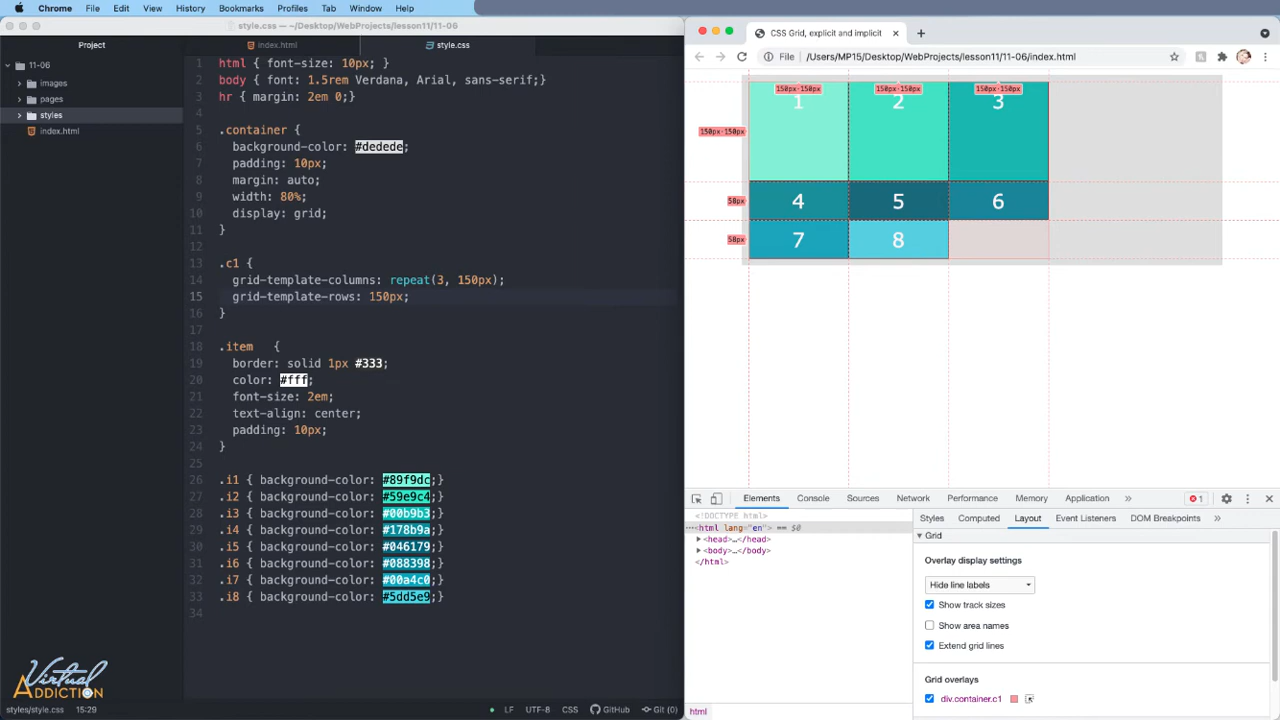 Chrome File Edit View History Bookmarks Profiles Tab Window Help
style.css — ~/Desktop/WebProjects/lesson11/11-06
Project
index.html
style.css
11-06
images
pages
styles
index.html
1 html { font-size: 10px; }
2 body { font: 1.5rem Verdana, Arial, sans-serif;}
3 hr { margin: 2em 0;}
4
5 .container {
6 background-color: #dedede;
7 padding: 10px;
8 margin: auto;
9 width: 80%;
10 display: grid;
11 }
12
13 .c1 {
14 grid-template-columns: repeat(3, 150px);
15 grid-template-rows: 150px;
16 }
17
18 .item {
19 border: solid 1px #333;
20 color: #fff;
21 font-size: 2em;
22 text-align: center;
23 padding: 10px;
24 }
25
26 .i1 { background-color: #89f9dc;}
27 .i2 { background-color: #59e9c4;}
28 .i3 { background-color: #00b9b3;}
29 .i4 { background-color: #178b9a;}
30 .i5 { background-color: #046179;}
31 .i6 { background-color: #088398;}
32 .i7 { background-color: #00a4c0;}
33 .i8 { background-color: #5dd5e9;}
34
Virtual
ADDICTION
styles/style.css 15:29
LF UTF-8 CSS GitHub Git (0)
CSS Grid, explicit and implicit
File /Users/MP15/Desktop/WebProjects/lesson11/11-06/index.html
150px·150px 150px·150px 150px·150px
1 2 3
150px·150px
58px 4 5 6
58px 7 8
Elements Console Sources Network Performance Memory Application » 1
<!DOCTYPE html>
⋯<html lang="en"> == $0
<head>…</head>
<body>…</body>
</html>
html
Styles Computed Layout Event Listeners DOM Breakpoints »
Grid
Overlay display settings
Hide line labels
Show track sizes
Show area names
Extend grid lines
Grid overlays
div.container.c1